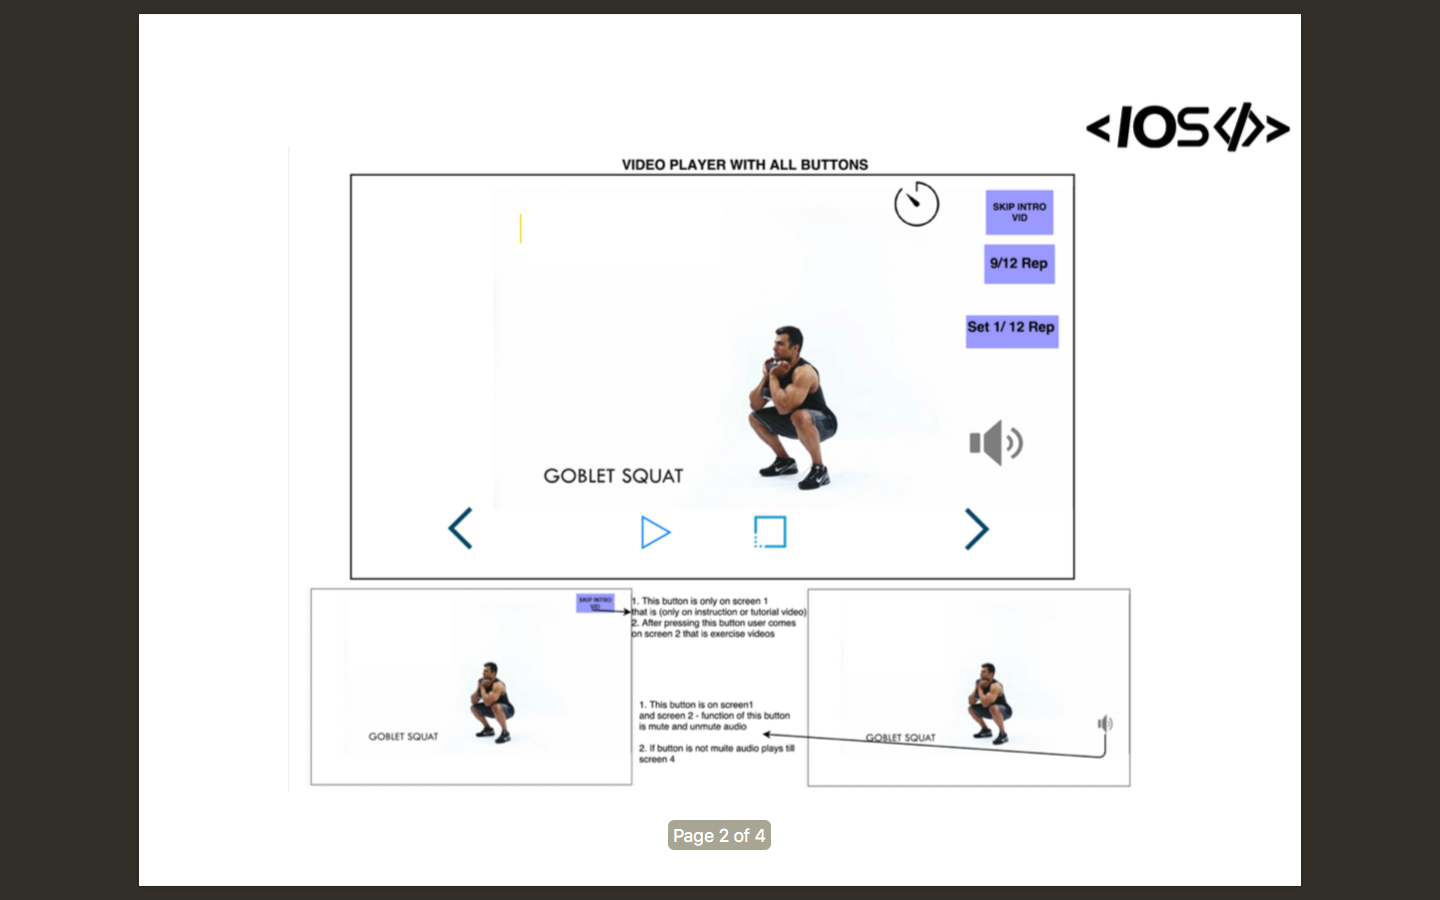 <IOS</>>
VIDEO PLAYER WITH ALL BUTTONS
SKIP INTRO
VID
9/12 Rep
Set 1/ 12 Rep
GOBLET SQUAT
SKIP INTRO
VID
1. This button is only on screen 1
that is (only on instruction or tutorial video)
2. After pressing this button user comes
on screen 2 that is exercise videos
GOBLET SQUAT
1. This button is on screen1
and screen 2 - function of this button
is mute and unmute audio
2. If button is not muite audio plays till
screen 4
GOBLET SQUAT
Page 2 of 4